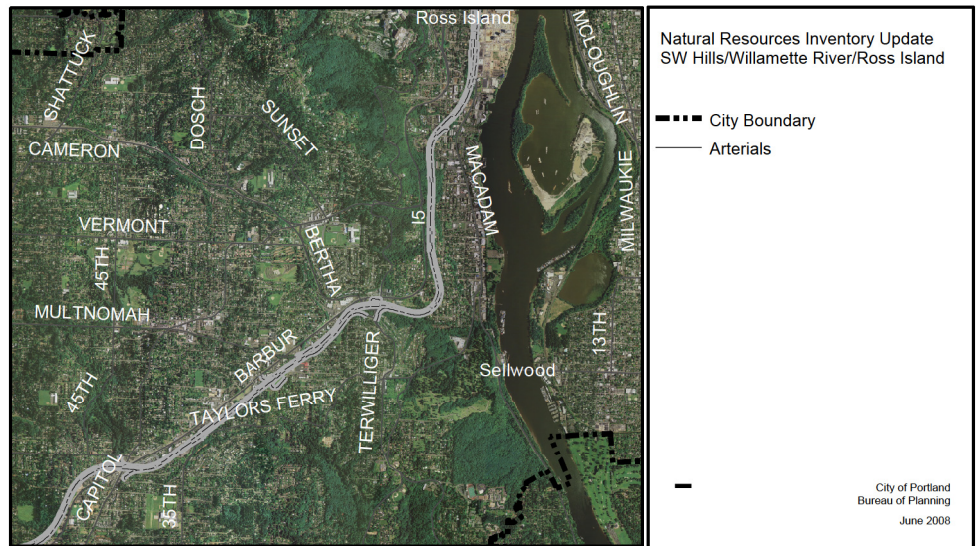 Ross Island
MCLOUGHLIN
SHATTUCK
DOSCH
SUNSET
CAMERON
MACADAM
MILWAUKIE
VERMONT
I5
BERTHA
45TH
MULTNOMAH
13TH
BARBUR
Sellwood
45TH
TAYLORS FERRY
TERWILLIGER
CAPITOL
35TH
Natural Resources Inventory Update
SW Hills/Willamette River/Ross Island
City Boundary
Arterials
City of Portland
Bureau of Planning
June 2008